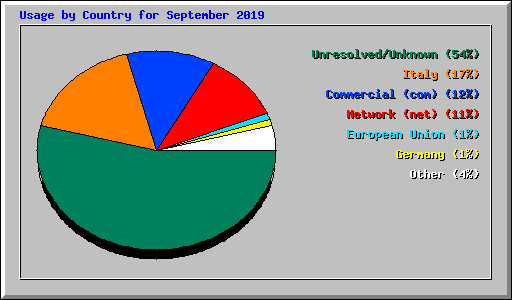 Usage by Country for September 2019
Unresolved/Unknown (54%)
Italy (17%)
Commercial (com) (12%)
Network (net) (11%)
European Union (1%)
Germany (1%)
Other (4%)